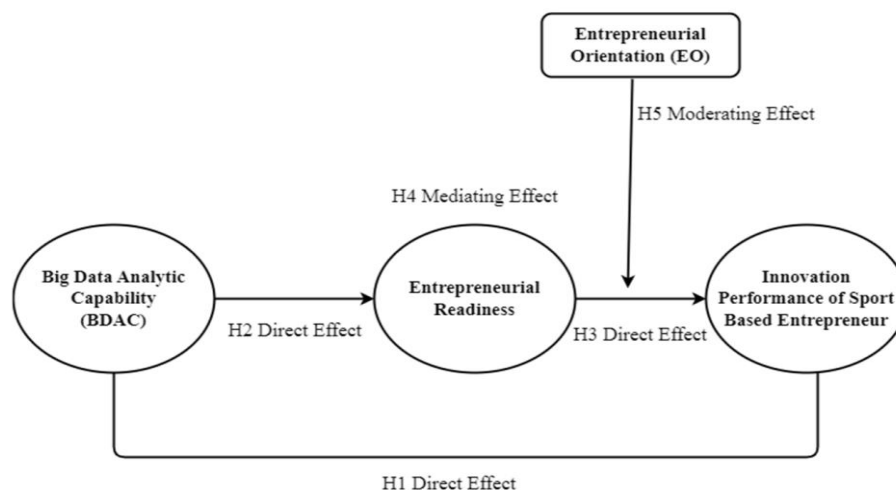 Entrepreneurial
Orientation (EO)
H5 Moderating Effect
H4 Mediating Effect
Big Data Analytic
Capability
(BDAC)
H2 Direct Effect
Entrepreneurial
Readiness
H3 Direct Effect
Innovation
Performance of Sport
Based Entrepreneur
H1 Direct Effect